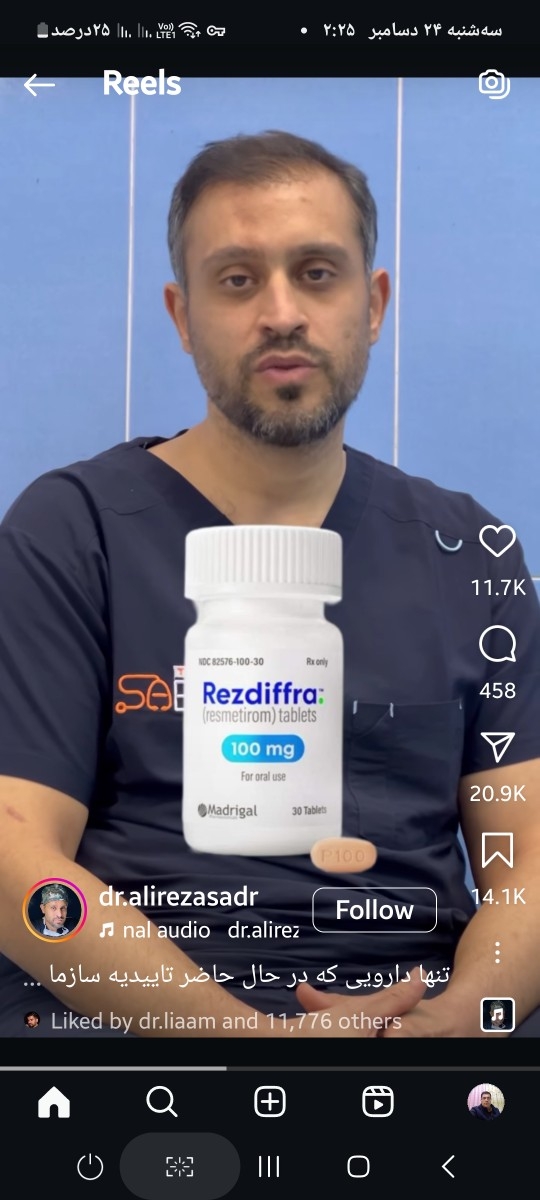 سه‌شنبه ۲۴ دسامبر ۲:۲۵
Vo)) LTE1 ۲۵درصد
Reels
NDC 82576-100-30 Rx only
Rezdiffra
(resmetirom) tablets
100 mg
For oral use
Madrigal 30 Tablets
P100
11.7K
458
20.9K
14.1K
dr.alirezasadr
Follow
nal audio dr.alirez
تنها دارویی که در حال حاضر تاییدیه سازما ...
Liked by dr.liaam and 11,776 others